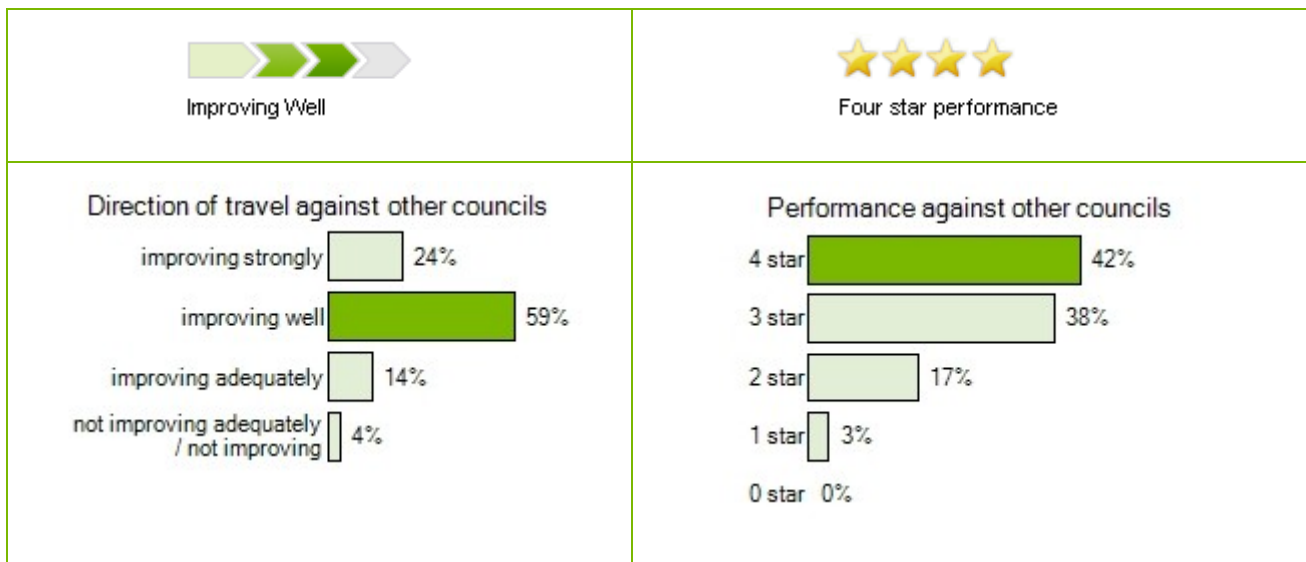 Improving Well
Four star performance
Direction of travel against other councils
improving strongly 24%
improving well 59%
improving adequately 14%
not improving adequately
/ not improving 4%
Performance against other councils
4 star 42%
3 star 38%
2 star 17%
1 star 3%
0 star 0%